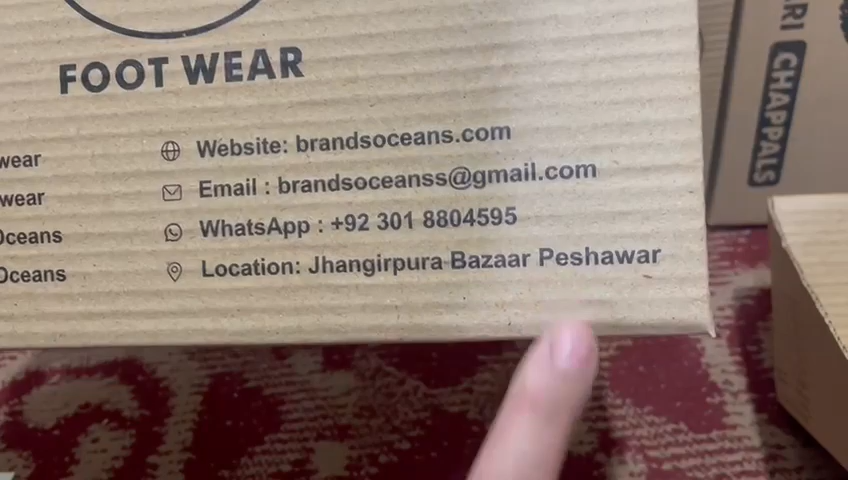 FOOT WEAR
wear
wear
Oceans
Oceans
Website: brandsoceans.com
Email : brandsoceanss@gmail.com
WhatsApp : +92 301 8804595
Location: Jhangirpura Bazaar Peshawar
CHAPPALS